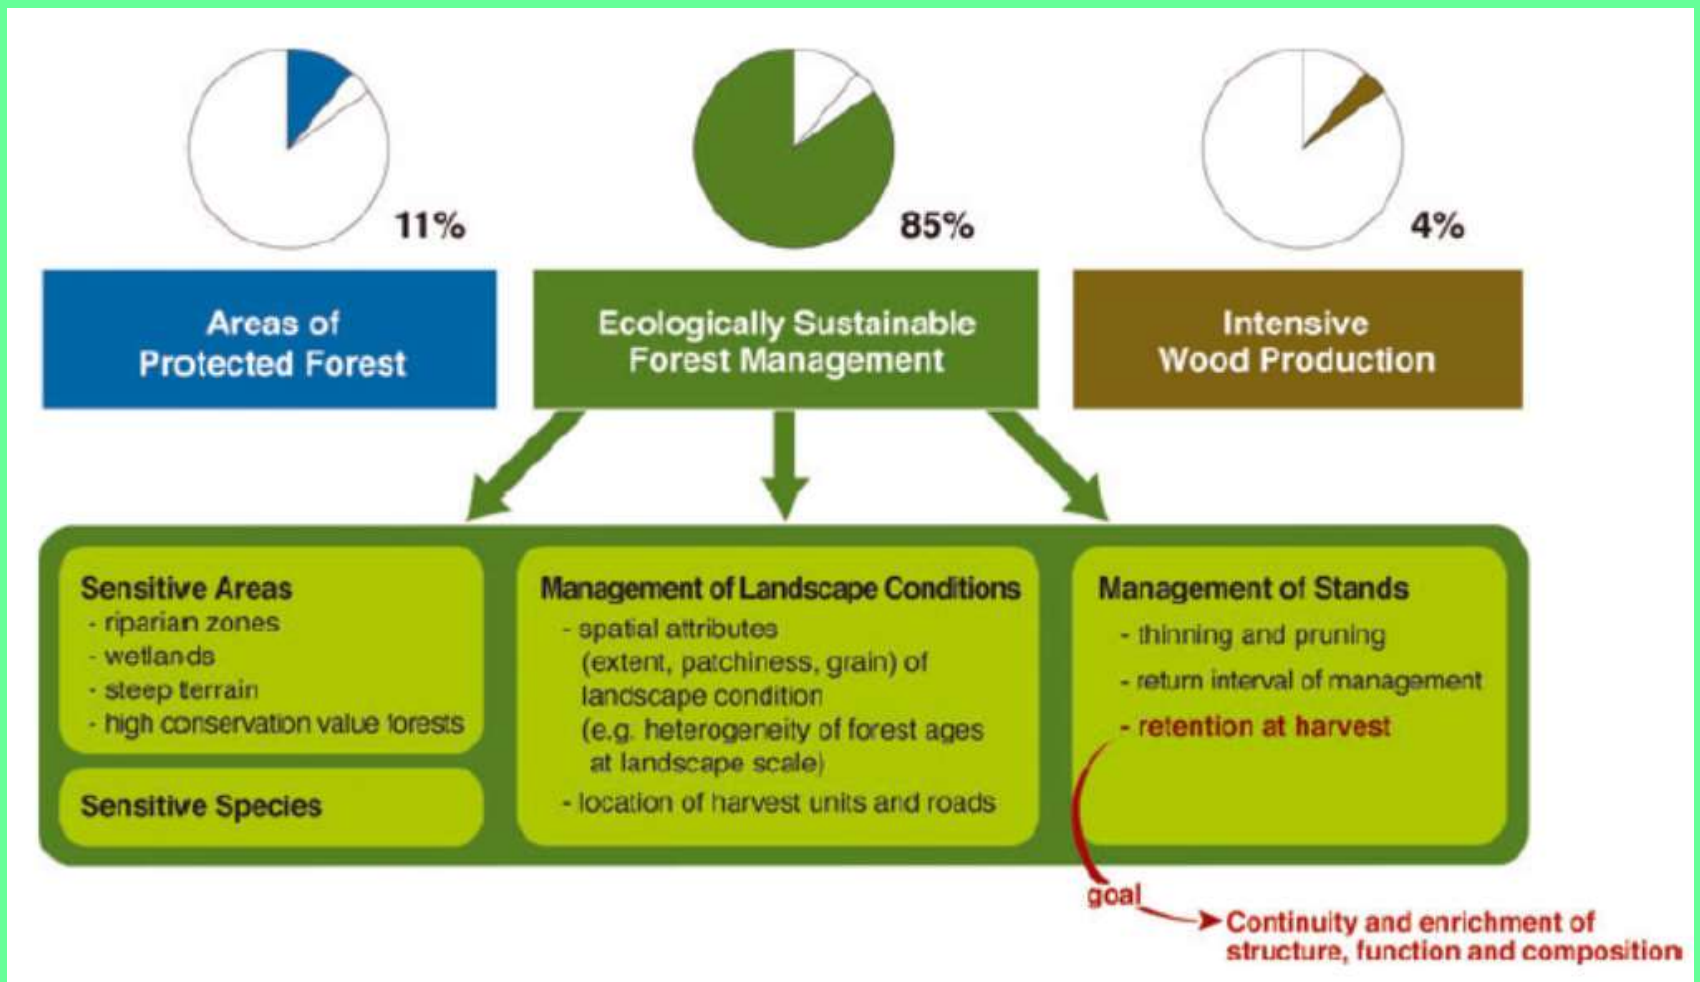 11%
85%
4%
Areas of
Protected Forest
Ecologically Sustainable
Forest Management
Intensive
Wood Production
Sensitive Areas
- riparian zones
- wetlands
- steep terrain
- high conservation value forests
Sensitive Species
Management of Landscape Conditions
- spatial attributes
(extent, patchiness, grain) of
landscape condition
(e.g. heterogeneity of forest ages
at landscape scale)
- location of harvest units and roads
Management of Stands
- thinning and pruning
- return interval of management
- retention at harvest
goal
Continuity and enrichment of
structure, function and composition